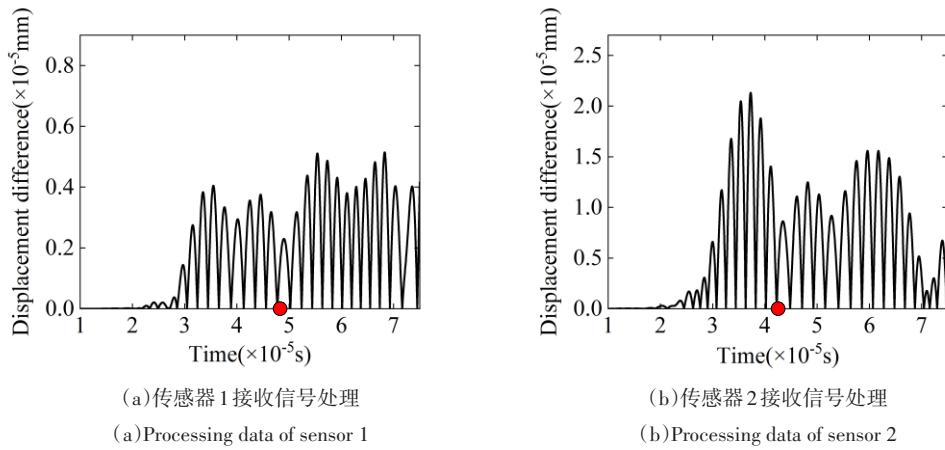 Displacement difference(×10⁻⁵mm)
0.8
0.6
0.4
0.2
0.0
1 2 3 4 5 6 7
Time(×10⁻⁵s)
(a)传感器1接收信号处理
(a)Processing data of sensor 1
Displacement difference(×10⁻⁵mm)
2.5
2.0
1.5
1.0
0.5
0.0
1 2 3 4 5 6 7
Time(×10⁻⁵s)
(b)传感器2接收信号处理
(b)Processing data of sensor 2